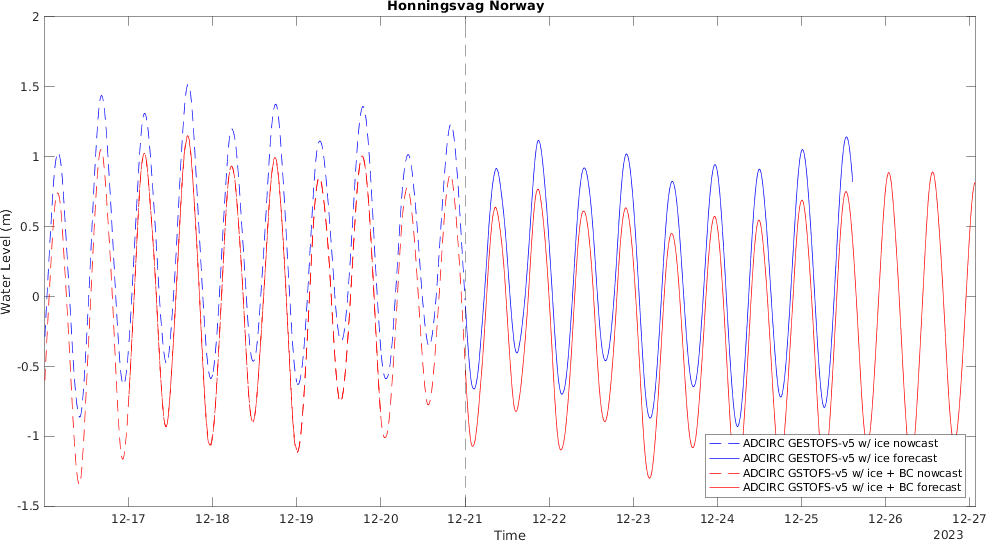 Honningsvag Norway
Water Level (m)
2
1.5
1
0.5
0
-0.5
-1
-1.5
ADCIRC GESTOFS-v5 w/ ice nowcast
ADCIRC GESTOFS-v5 w/ ice forecast
ADCIRC GSTOFS-v5 w/ ice + BC nowcast
ADCIRC GSTOFS-v5 w/ ice + BC forecast
12-17 12-18 12-19 12-20 12-21 12-22 12-23 12-24 12-25 12-26 12-27
Time
2023